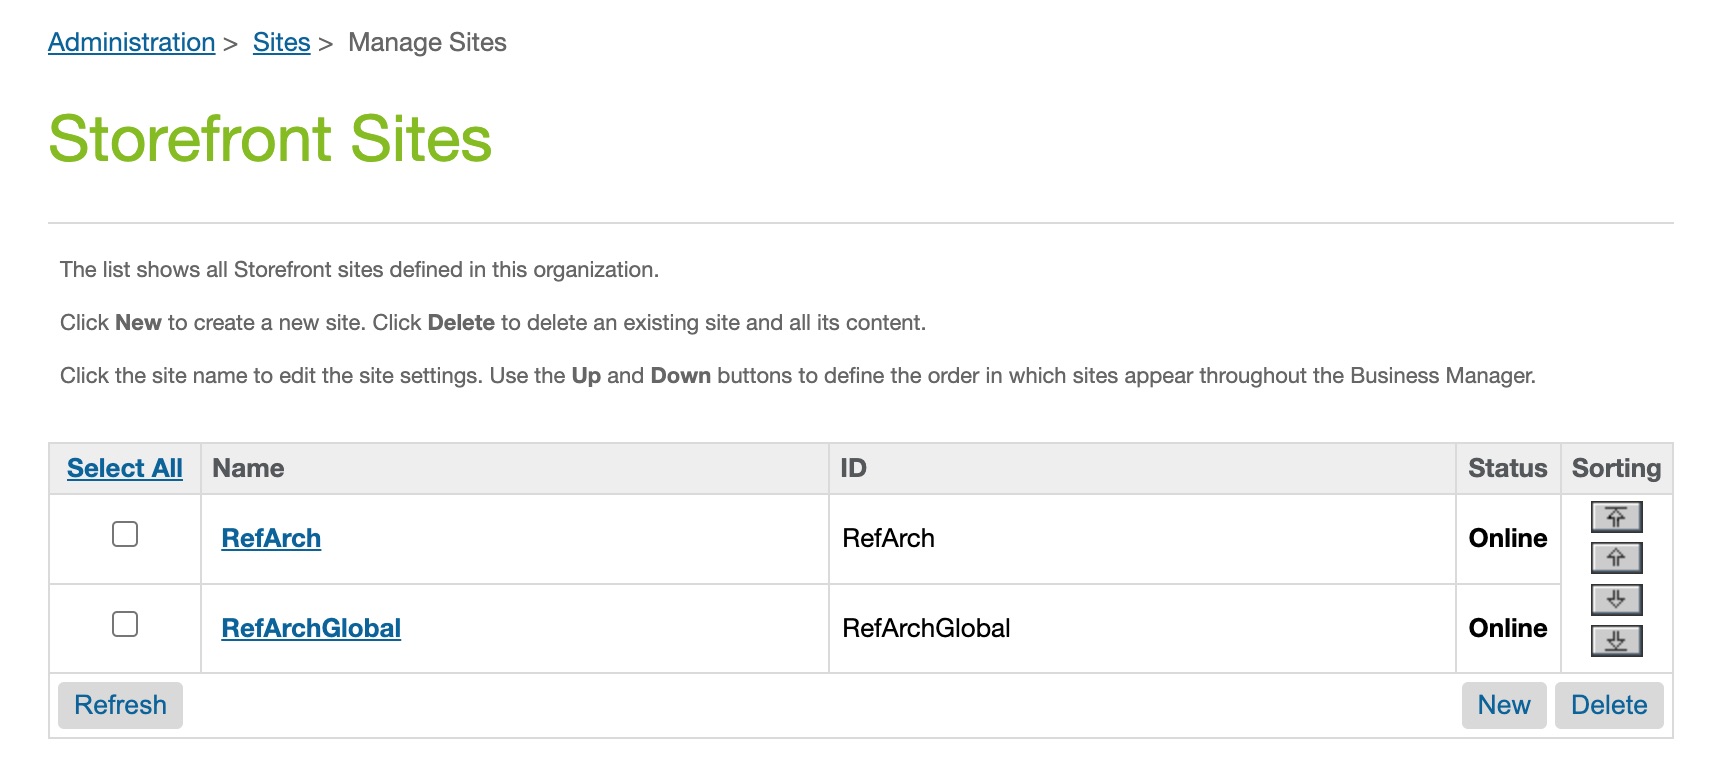 Administration > Sites > Manage Sites
Storefront Sites
The list shows all Storefront sites defined in this organization.
Click New to create a new site. Click Delete to delete an existing site and all its content.
Click the site name to edit the site settings. Use the Up and Down buttons to define the order in which sites appear throughout the Business Manager.
Select All Name ID Status Sorting
RefArch RefArch Online
RefArchGlobal RefArchGlobal Online
Refresh New Delete